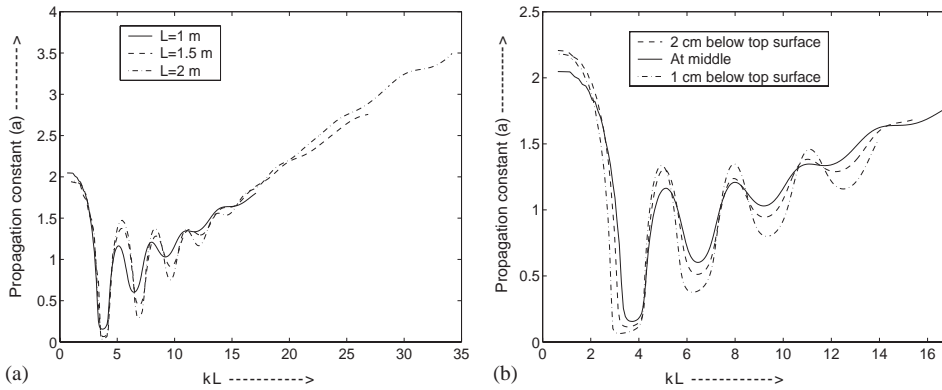 4
3.5
3
2.5
2
1.5
1
0.5
0
Propagation constant (a) -------->
L=1 m
L=1.5 m
L=2 m
0 5 10 15 20 25 30 35
kL ----------->
(a)
2.5
2
1.5
1
0.5
0
Propagation constant (a) -------->
2 cm below top surface
At middle
1 cm below top surface
0 2 4 6 8 10 12 14 16
kL ----------->
(b)